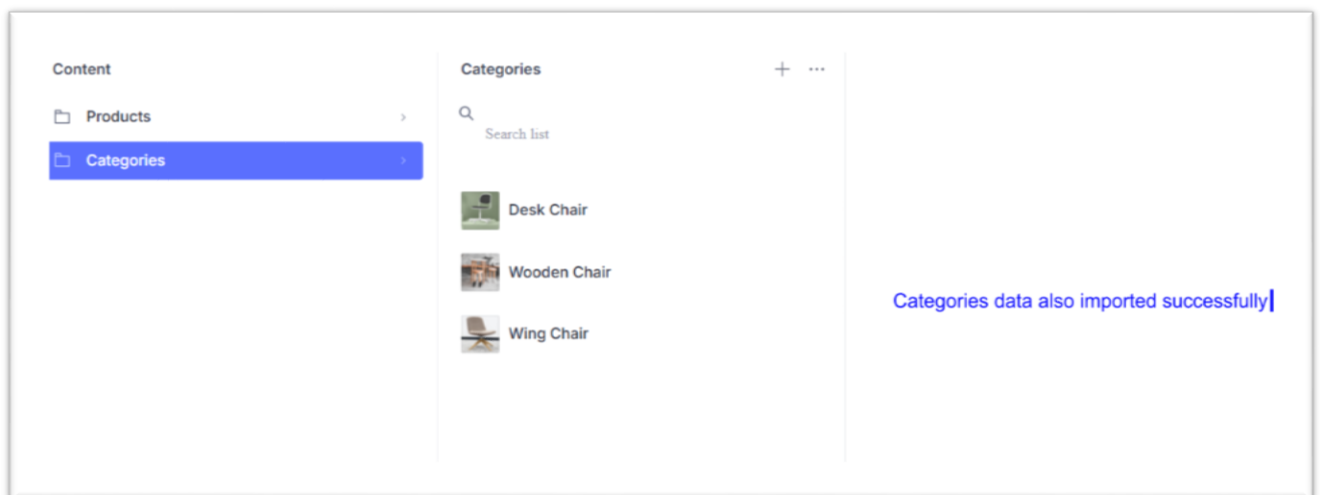 Content
Products
Categories
Categories
Search list
Desk Chair
Wooden Chair
Wing Chair
Categories data also imported successfully